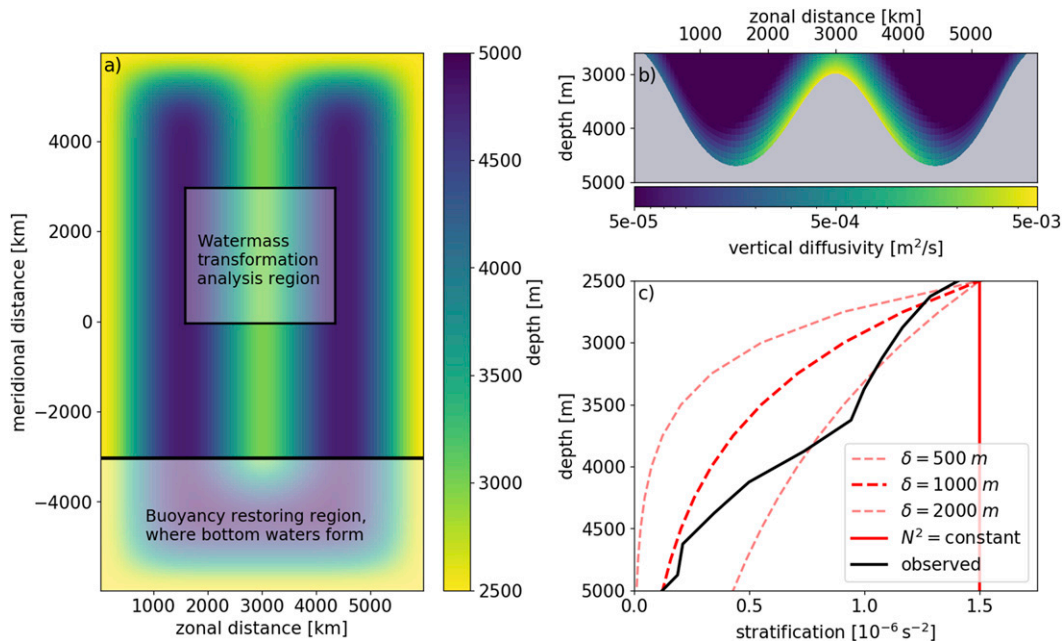 a)
meridional distance [km]
4000
2000
0
−2000
−4000
Watermass
transformation
analysis region
Buoyancy restoring region,
where bottom waters form
1000 2000 3000 4000 5000
zonal distance [km]
5000
4500
4000
3500
3000
2500
depth [m]
zonal distance [km]
1000 2000 3000 4000 5000
b)
depth [m]
3000
4000
5000
5e-05 5e-04 5e-03
vertical diffusivity [m²/s]
c)
depth [m]
2500
3000
3500
4000
4500
5000
δ = 500 m
δ = 1000 m
δ = 2000 m
N² = constant
observed
0.0 0.5 1.0 1.5
stratification [10⁻⁶ s⁻²]